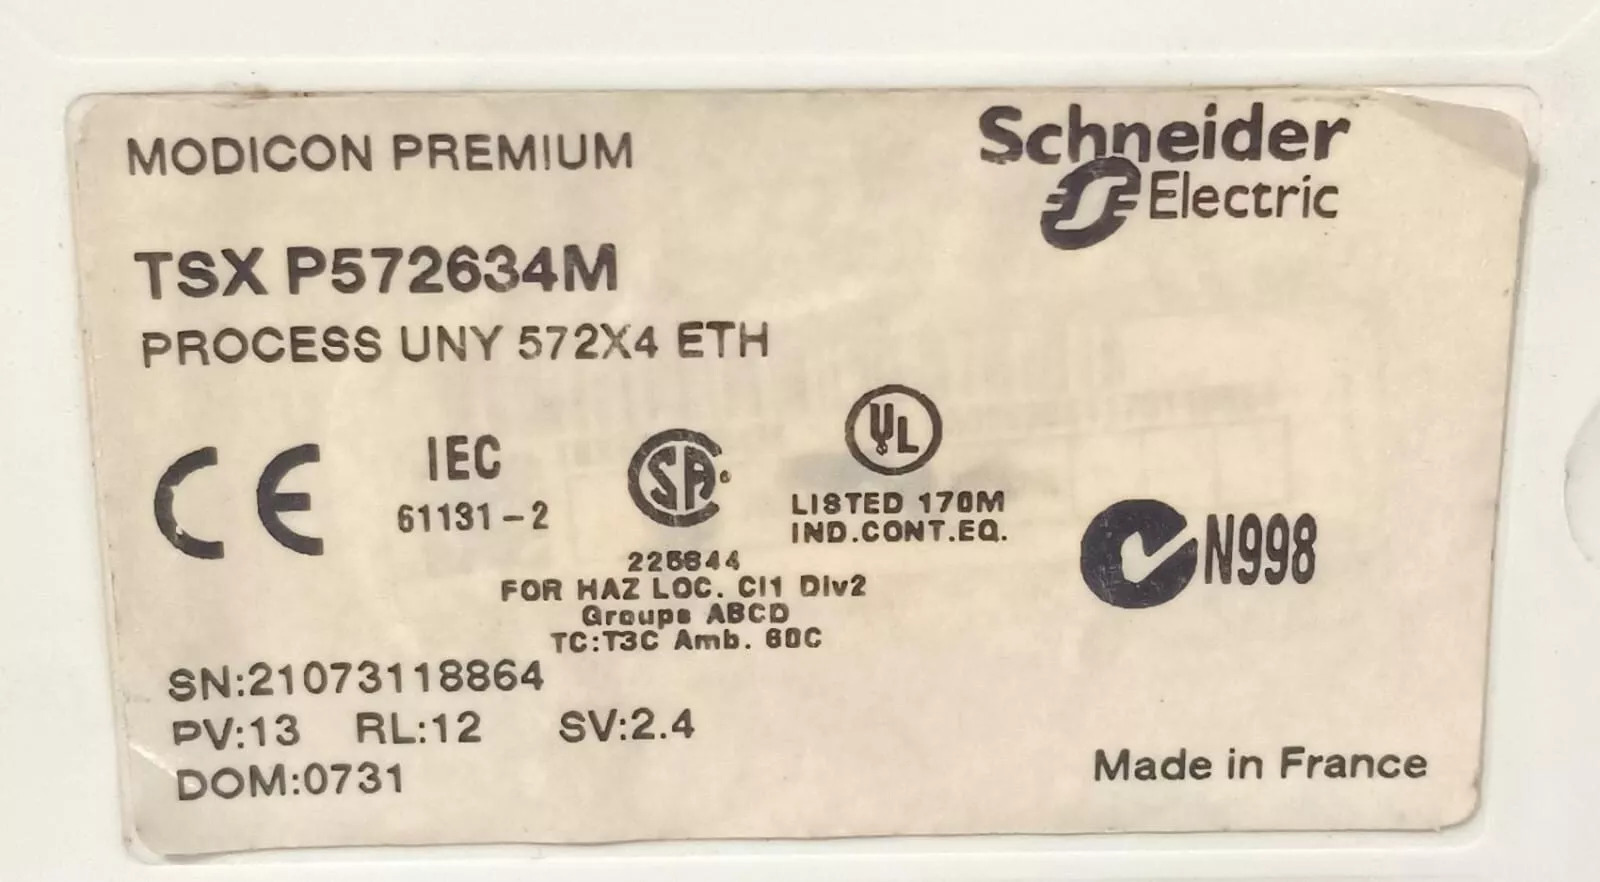 MODICON PREMIUM
Schneider
Electric
TSX P572634M
PROCESS UNY 572X4 ETH
CE
IEC
61131-2
SA
UL
LISTED 170M
IND.CONT.EQ.
N998
FOR HAZ LOC. Cl1 Div2
Groups ABCD
TC:T3C Amb. 60C
SN:21073118864
PV:13 RL:12 SV:2.4
DOM:0731
Made in France